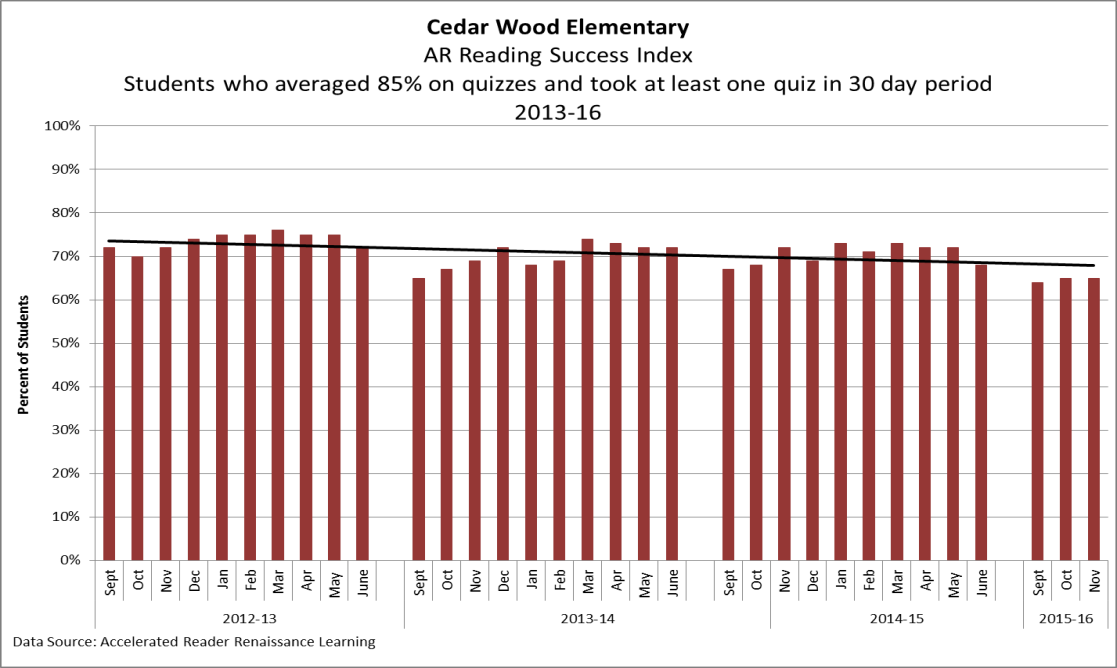 Cedar Wood Elementary
AR Reading Success Index
Students who averaged 85% on quizzes and took at least one quiz in 30 day period
2013-16
100%
90%
80%
70%
60%
50%
40%
30%
20%
10%
0%
Percent of Students
Sept Oct Nov Dec Jan Feb Mar Apr May June Sept Oct Nov Dec Jan Feb Mar Apr May June Sept Oct Nov Dec Jan Feb Mar Apr May June Sept Oct Nov
2012-13 2013-14 2014-15 2015-16
Data Source: Accelerated Reader Renaissance Learning